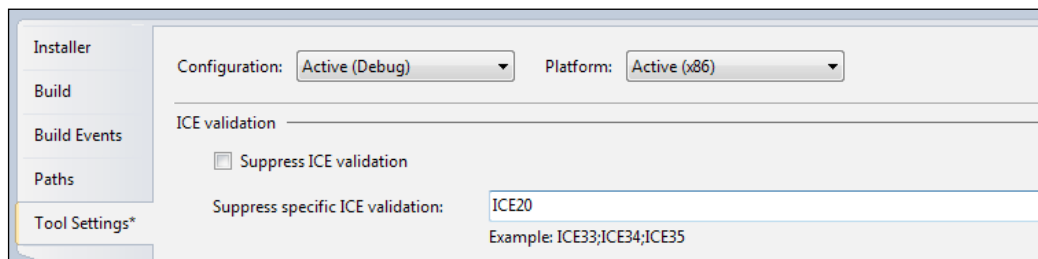 Installer
Configuration: Active (Debug) Platform: Active (x86)
Build
ICE validation
Build Events
Suppress ICE validation
Paths
Suppress specific ICE validation: ICE20
Tool Settings*
Example: ICE33;ICE34;ICE35